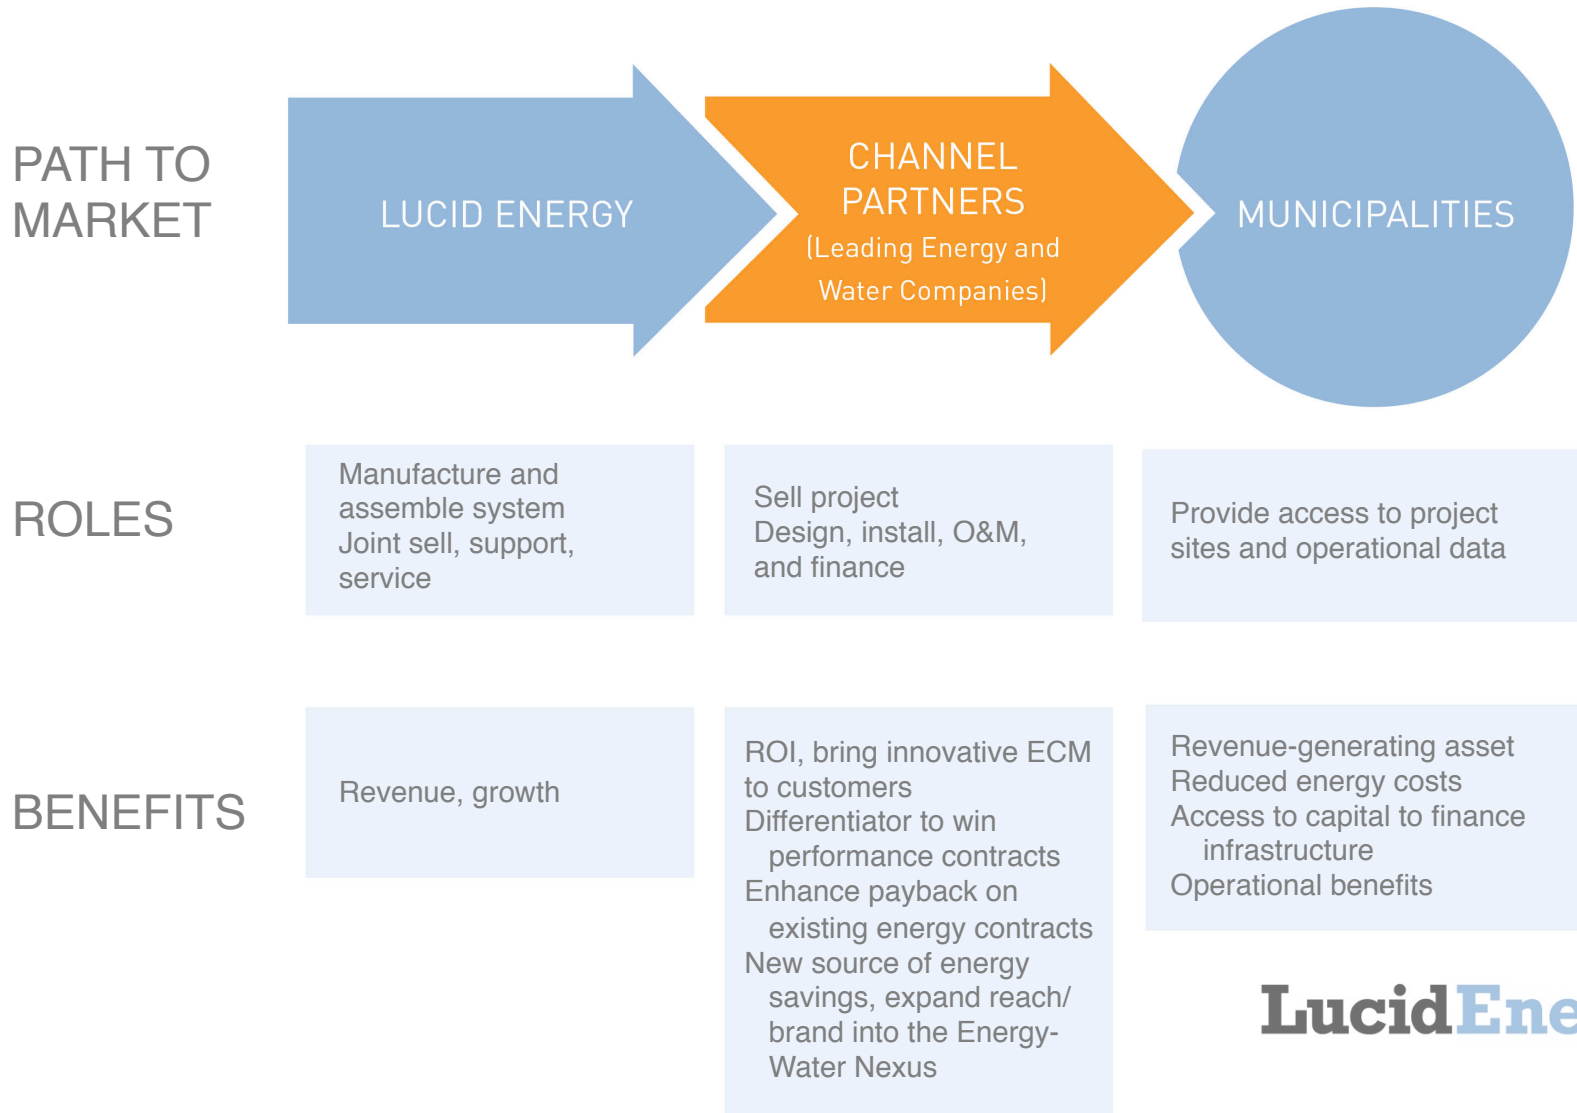 PATH TO
MARKET
LUCID ENERGY
CHANNEL
PARTNERS
(Leading Energy and
Water Companies)
MUNICIPALITIES
ROLES
Manufacture and
assemble system
Joint sell, support,
service
Sell project
Design, install, O&M,
and finance
Provide access to project
sites and operational data
BENEFITS
Revenue, growth
ROI, bring innovative ECM
to customers
Differentiator to win
performance contracts
Enhance payback on
existing energy contracts
New source of energy
savings, expand reach/
brand into the Energy-
Water Nexus
Revenue-generating asset
Reduced energy costs
Access to capital to finance
infrastructure
Operational benefits
LucidEne